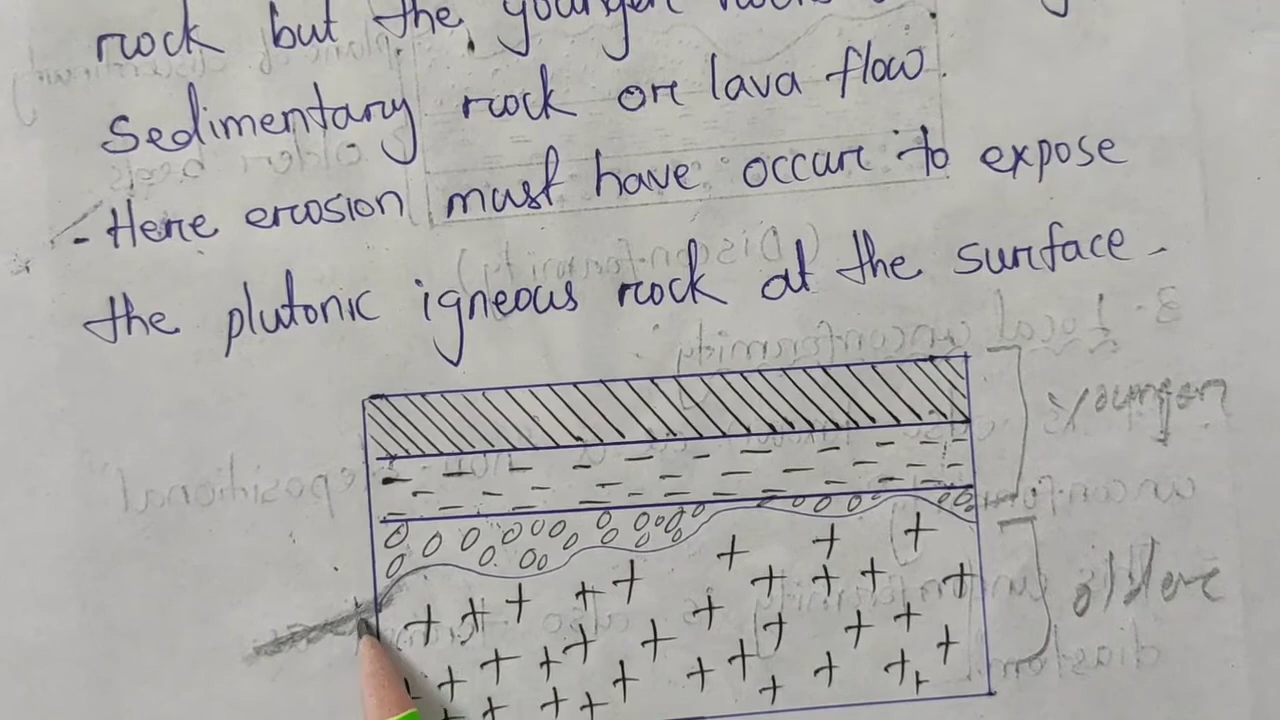 rock but the younger
Sedimentary rock or lava flow.
- Here erosion must have occur to expose
the plutonic igneous rock at the surface -
younger
older